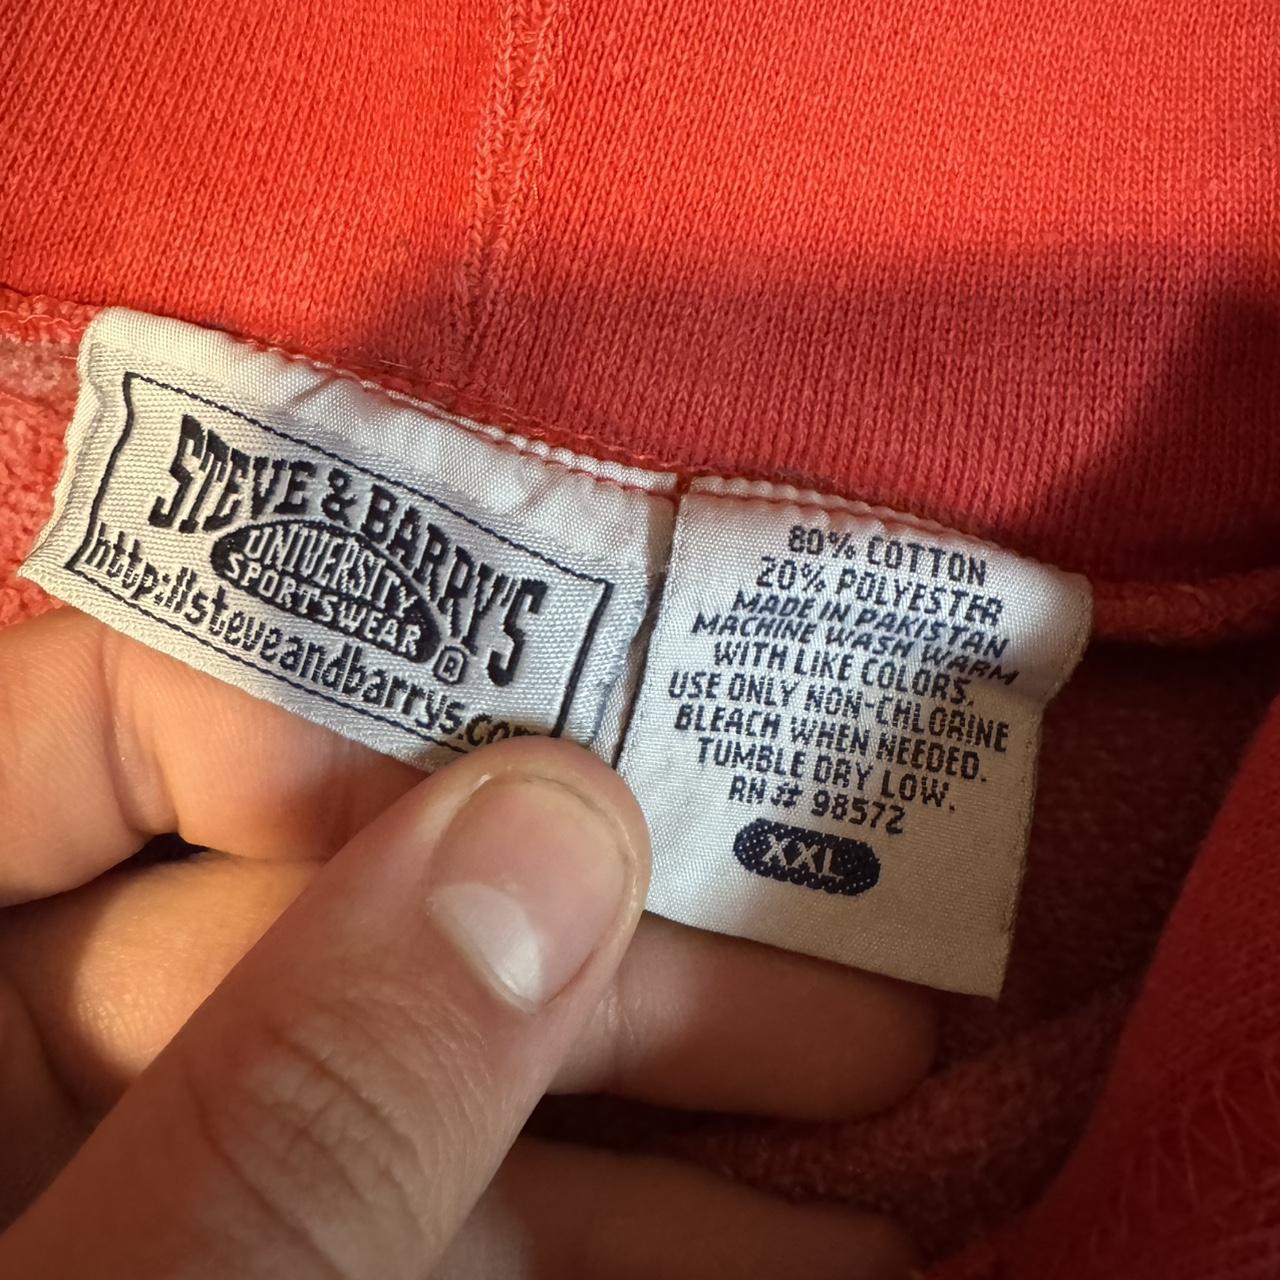 STEVE & BARRY'S
UNIVERSITY
SPORTSWEAR
®
http://steveandbarrys.com
80% COTTON
20% POLYESTER
MADE IN PAKISTAN
MACHINE WASH WARM
WITH LIKE COLORS.
USE ONLY NON-CHLORINE
BLEACH WHEN NEEDED.
TUMBLE DRY LOW.
RN# 98572
XXL